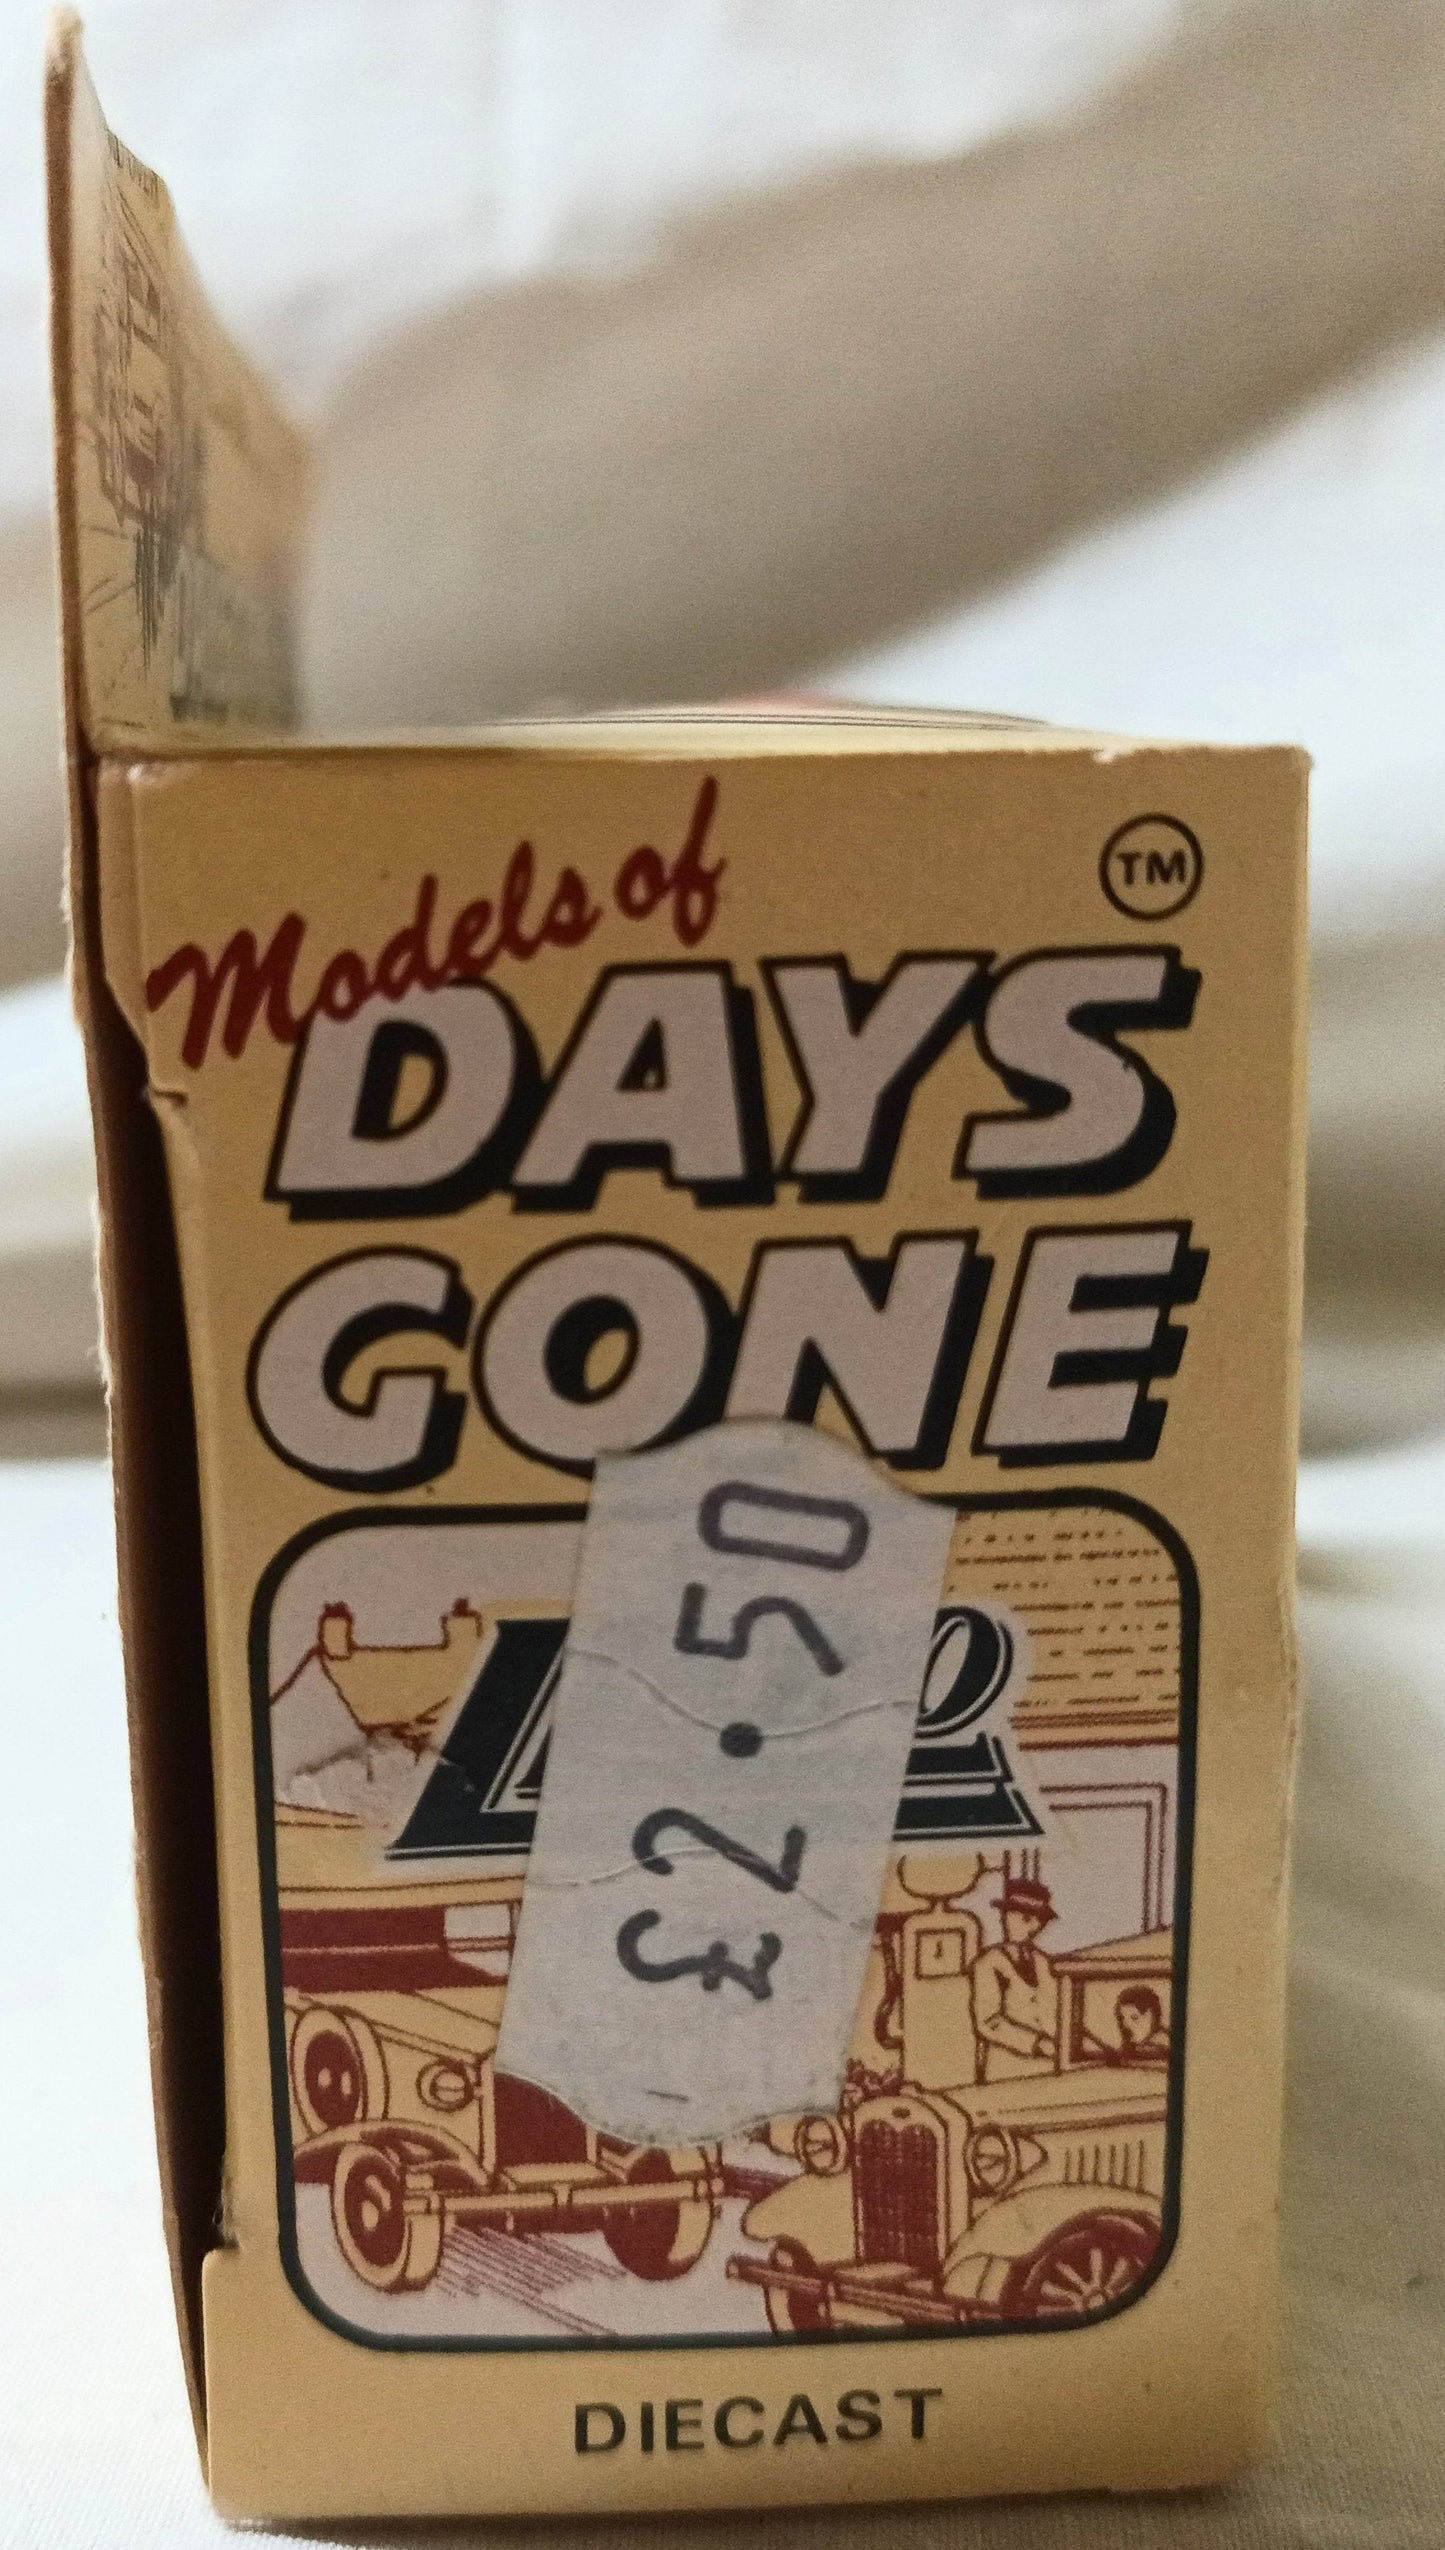 Models of
TM
DAYS
GONE
£2.50
DIECAST